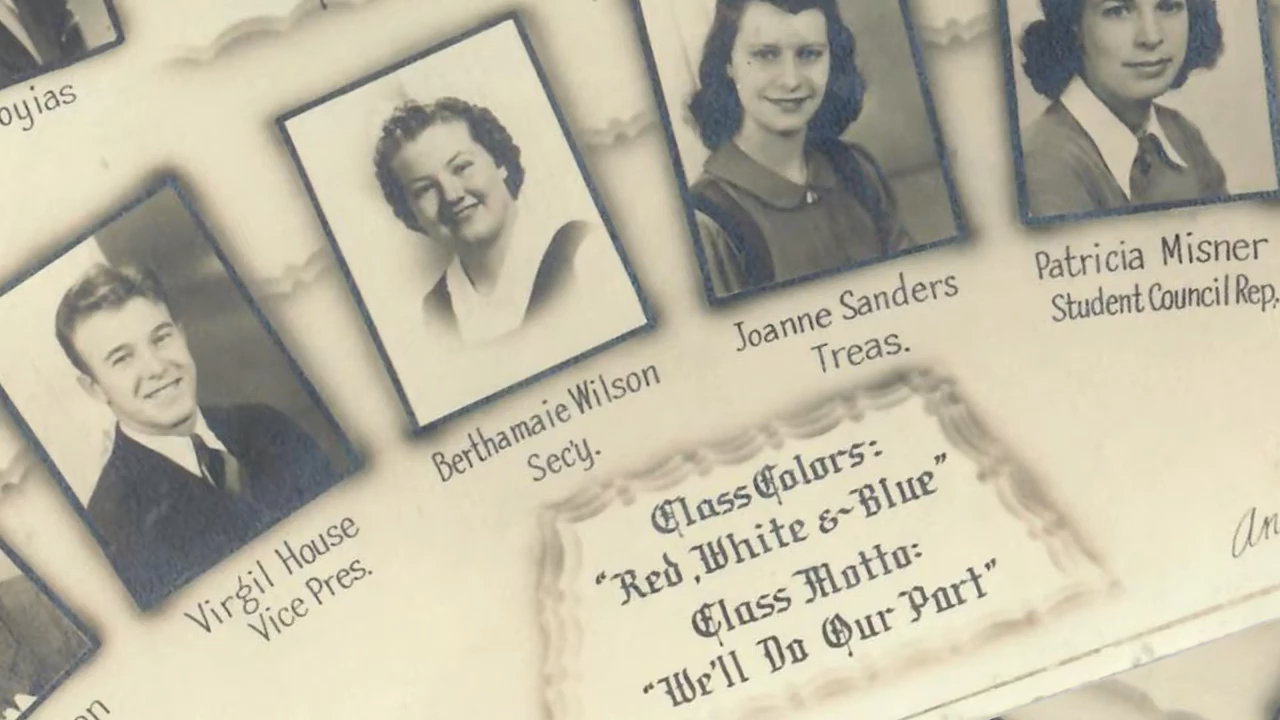 Virgil House
Vice Pres.
Berthamaie Wilson
Sec'y.
Joanne Sanders
Treas.
Patricia Misner
Student Council Rep.
Class Colors:
"Red, White & Blue"
Class Motto:
"We'll Do Our Part"